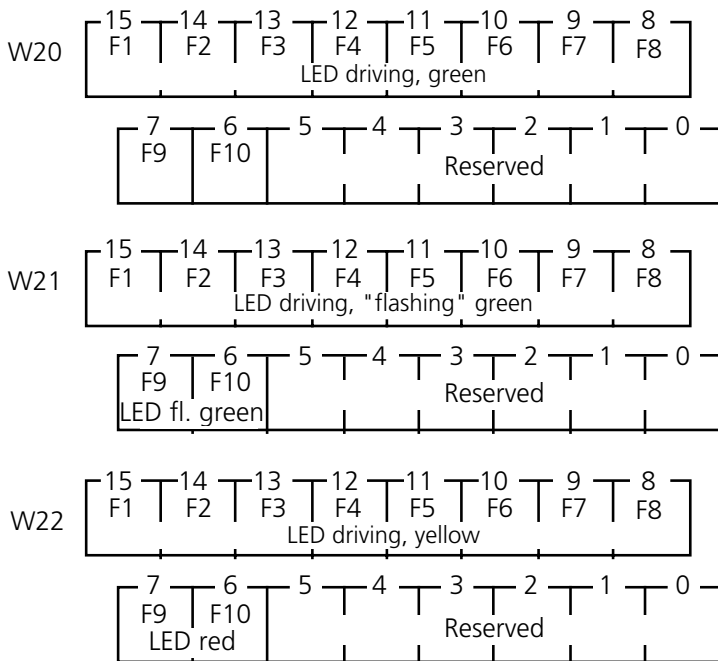 15 14 13 12 11 10 9 8
W20 F1 F2 F3 F4 F5 F6 F7 F8
LED driving, green
7 6 5 4 3 2 1 0
F9 F10 Reserved
15 14 13 12 11 10 9 8
W21 F1 F2 F3 F4 F5 F6 F7 F8
LED driving, "flashing" green
7 6 5 4 3 2 1 0
F9 F10 Reserved
LED fl. green
15 14 13 12 11 10 9 8
W22 F1 F2 F3 F4 F5 F6 F7 F8
LED driving, yellow
7 6 5 4 3 2 1 0
F9 F10 Reserved
LED red